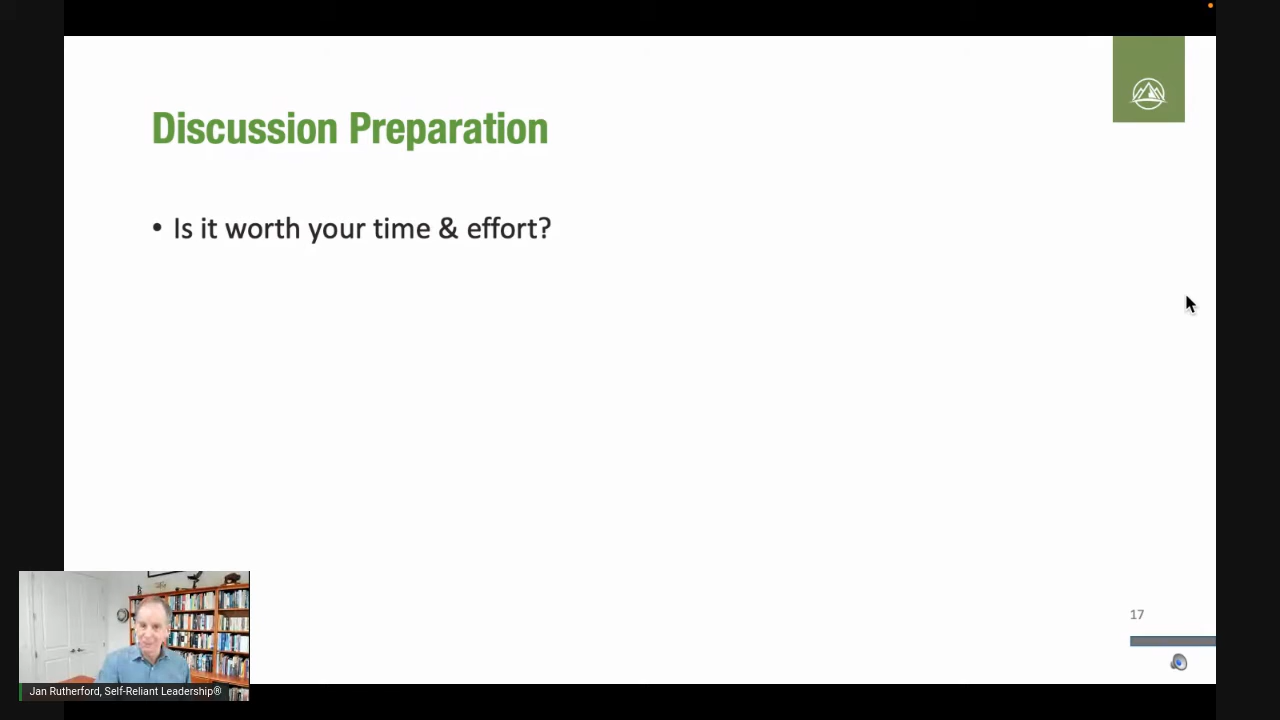 Discussion Preparation
• Is it worth your time & effort?
17
Jan Rutherford, Self-Reliant Leadership®